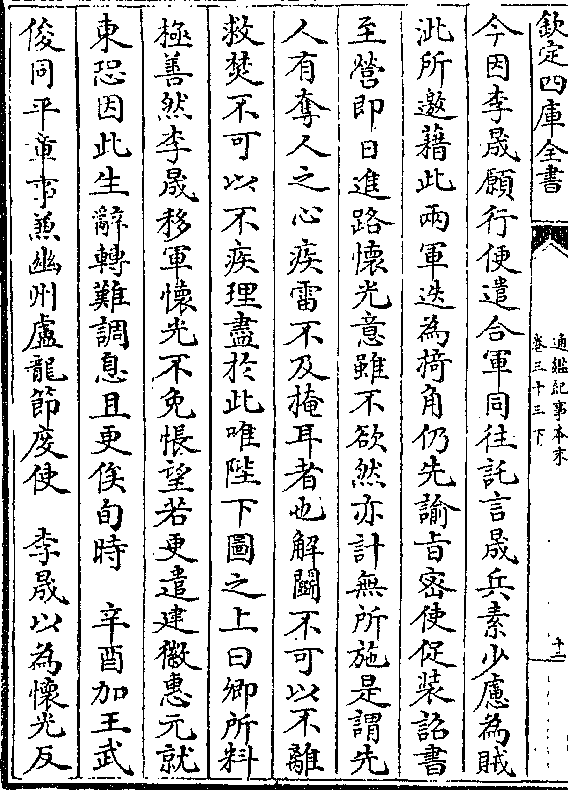 欽定四庫全書
通鑑紀事本末
卷三十三下
十二
今因李晟願行便遣合軍同往託言晟兵素少慮為賊
泚所邀藉此兩軍迭為掎角仍先諭旨密使促装詔書
至營即日進路懷光意雖不欲然亦計無所施是謂先
人有奪人之心疾雷不及掩耳者也解鬭不可以不離
救焚不可以不疾理盡於此唯陛下圖之上曰卿所料
極善然李晟移軍懷光不免悵望若更遣建徽惠元就
東恐因此生辭轉難調息且更俟旬時　辛酉加王武
俊同平章事兼幽州盧龍節度使　李晟以為懷光反